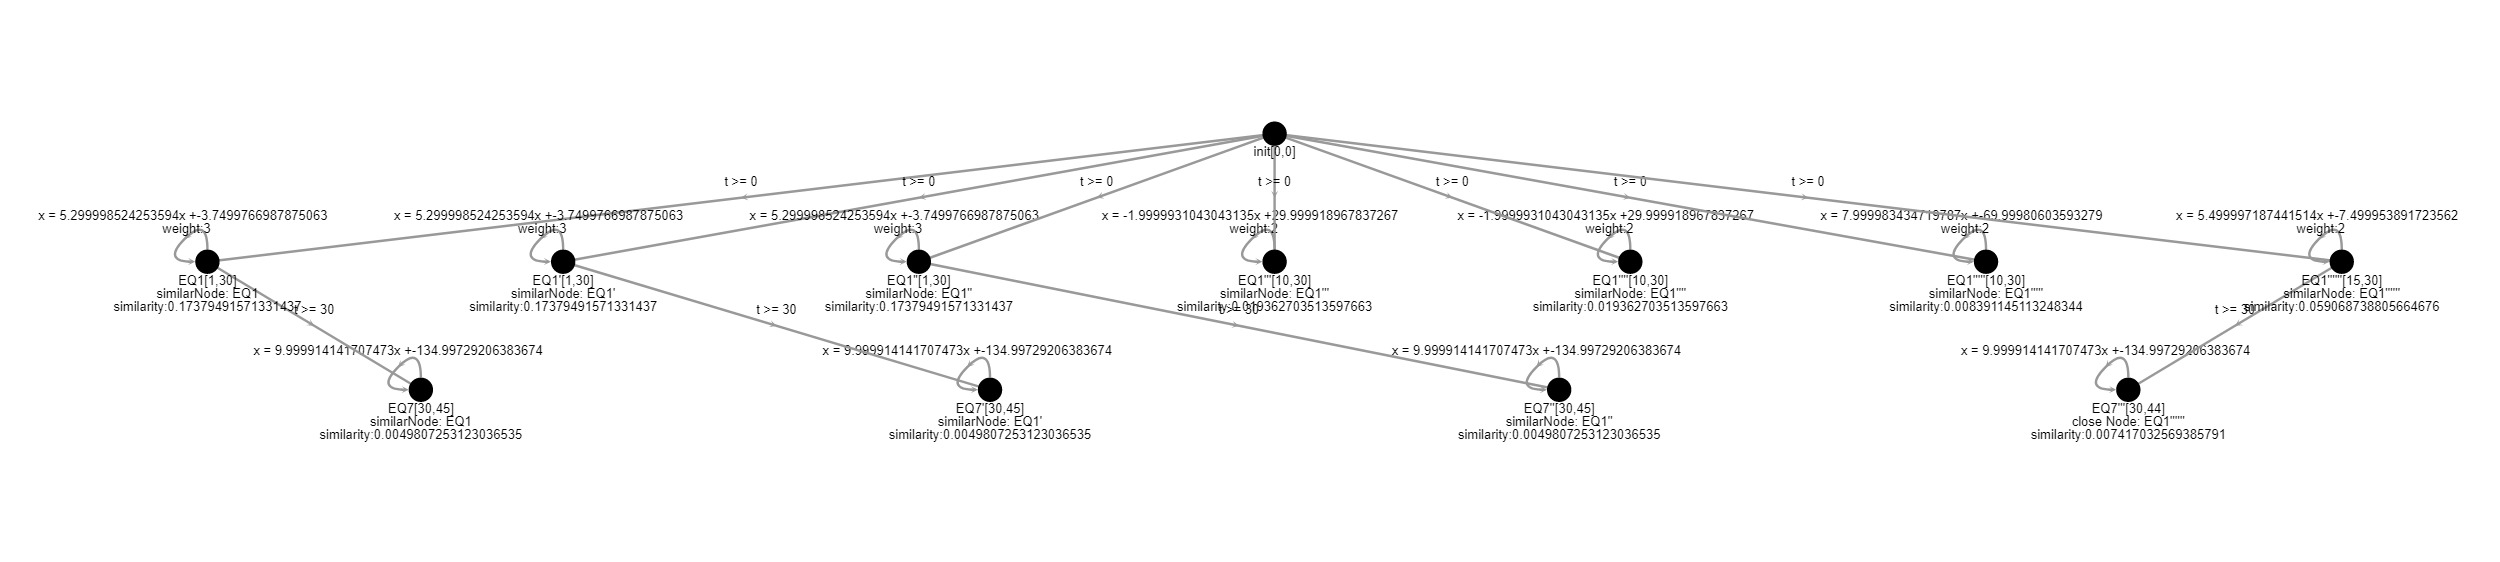 init[0,0]
t >= 0
t >= 0
t >= 0
t >= 0
t >= 0
t >= 0
t >= 0
x = 5.299998524253594x +-3.7499766987875063
weight:3
x = 5.299998524253594x +-3.7499766987875063
weight:3
x = 5.299998524253594x +-3.7499766987875063
weight:3
x = -1.9999931043043135x +29.999918967837267
weight:2
x = -1.9999931043043135x +29.999918967837267
weight:2
x = 7.999983434719787x +-69.99980603593279
weight:2
x = 5.499997187441514x +-7.499953891723562
weight:2
EQ1[1,30]
similarNode: EQ1
similarity:0.17379491571331437
EQ1'[1,30]
similarNode: EQ1'
similarity:0.17379491571331437
EQ1''[1,30]
similarNode: EQ1''
similarity:0.17379491571331437
EQ1'''[10,30]
similarNode: EQ1'''
similarity:0.019362703513597663
EQ1''''[10,30]
similarNode: EQ1''''
similarity:0.019362703513597663
EQ1'''''[10,30]
similarNode: EQ1'''''
similarity:0.008391145113248344
EQ1''''''[15,30]
similarNode: EQ1''''''
similarity:0.059068738805664676
t >= 30
t >= 30
t >= 30
t >= 30
x = 9.999914141707473x +-134.99729206383674
x = 9.999914141707473x +-134.99729206383674
x = 9.999914141707473x +-134.99729206383674
x = 9.999914141707473x +-134.99729206383674
EQ7[30,45]
similarNode: EQ1
similarity:0.0049807253123036535
EQ7'[30,45]
similarNode: EQ1'
similarity:0.0049807253123036535
EQ7''[30,45]
similarNode: EQ1''
similarity:0.0049807253123036535
EQ7'''[30,44]
close Node: EQ1''''''
similarity:0.007417032569385791